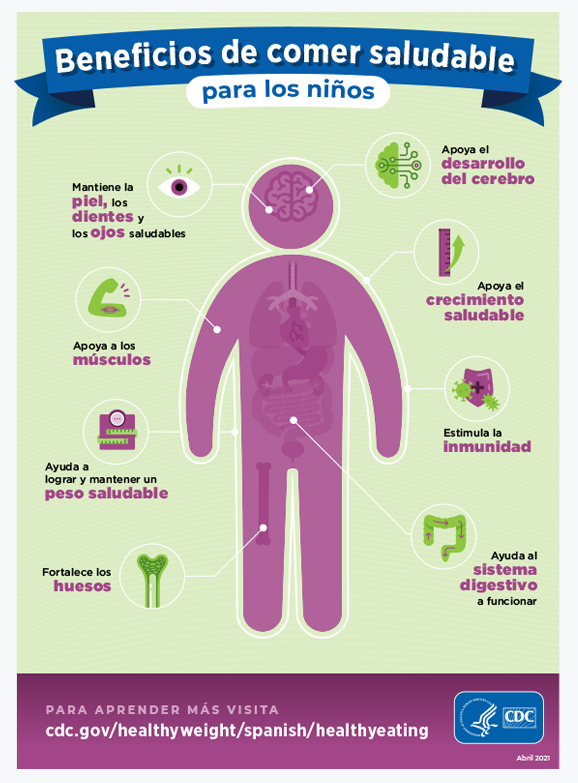 Beneficios de comer saludable
para los niños
Mantiene la
piel, los
dientes y
los ojos saludables
Apoya el
desarrollo
del cerebro
Apoya a los
músculos
Apoya el
crecimiento
saludable
Ayuda a
lograr y mantener un
peso saludable
Estimula la
inmunidad
Fortalece los
huesos
Ayuda al
sistema
digestivo
a funcionar
PARA APRENDER MÁS VISITA
cdc.gov/healthyweight/spanish/healthyeating
CDC
Abril 2021